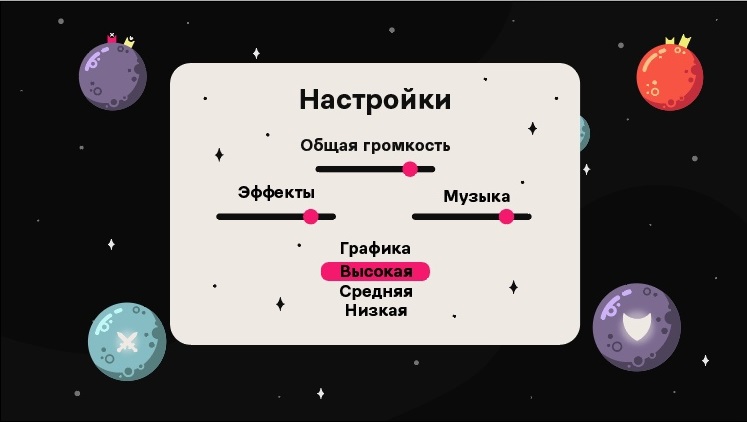 Настройки
Общая громкость
Эффекты
Музыка
Графика
Высокая
Средняя
Низкая